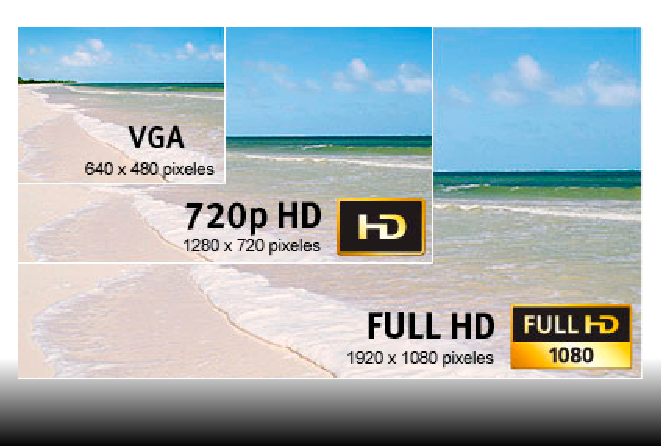 VGA
640 x 480 pixeles
720p HD
HD
1280 x 720 pixeles
FULL HD
FULL HD
1920 x 1080 pixeles
1080